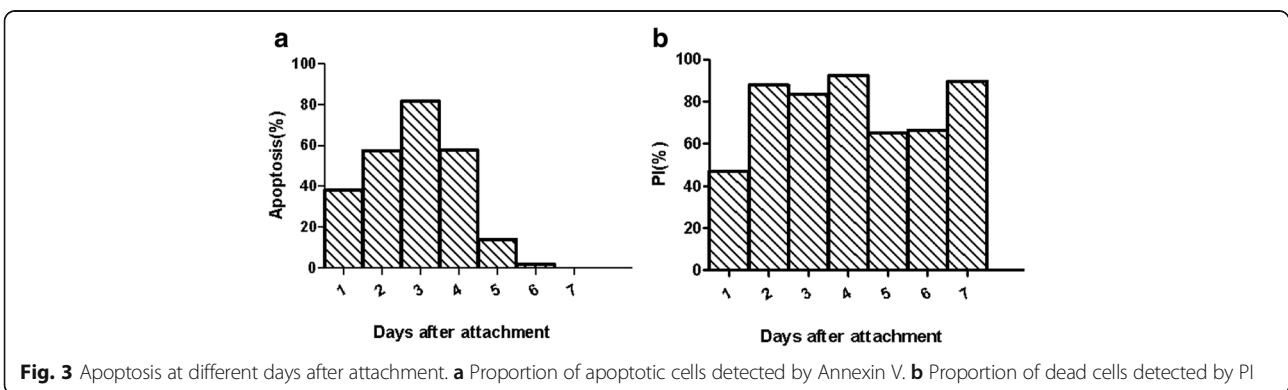 a
b
100
80
60
40
20
0
Apoptosis(%)
1 2 3 4 5 6 7
Days after attachment
100
80
60
40
20
0
PI(%)
1 2 3 4 5 6 7
Days after attachment
Fig. 3 Apoptosis at different days after attachment. a Proportion of apoptotic cells detected by Annexin V. b Proportion of dead cells detected by PI